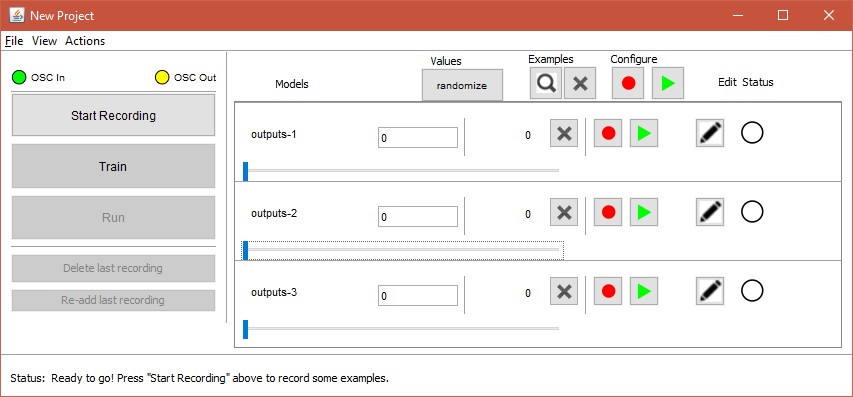 New Project
File View Actions
OSC In OSC Out
Start Recording
Train
Run
Delete last recording
Re-add last recording
Models
Values
randomize
Examples
Configure
Edit Status
outputs-1 0 0
outputs-2 0 0
outputs-3 0 0
Status: Ready to go! Press "Start Recording" above to record some examples.